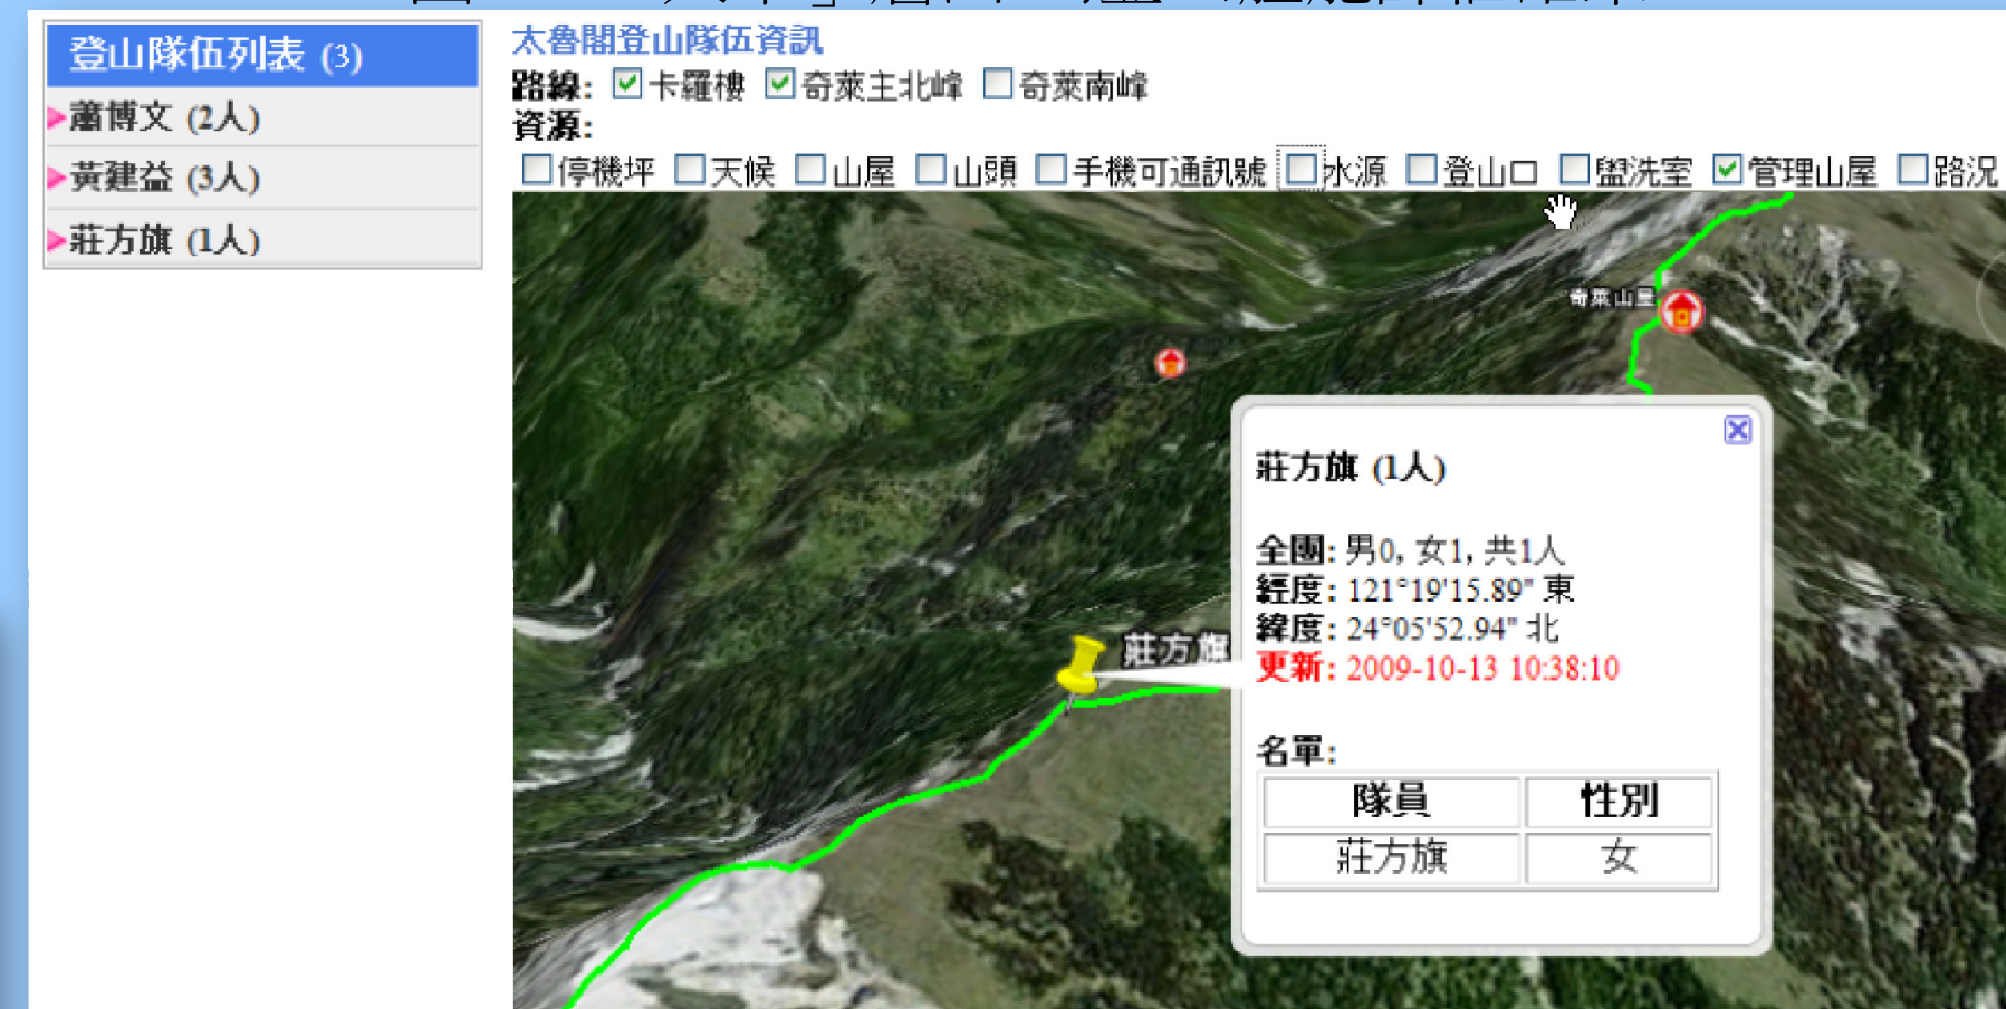 登山隊伍列表 (3)
蕭博文 (2人)
黃建益 (3人)
莊方旗 (1人)
太魯閣登山隊伍資訊
路線: 卡羅樓 奇萊主北峰 奇萊南峰
資源:
停機坪 天候 山屋 山頭 手機可通訊號 水源 登山口 盥洗室 管理山屋 路況
奇萊山屋
莊方旗
莊方旗 (1人)
全團: 男0, 女1, 共1人
經度: 121°19'15.89" 東
緯度: 24°05'52.94" 北
更新: 2009-10-13 10:38:10
名單:
隊員 性別
莊方旗 女